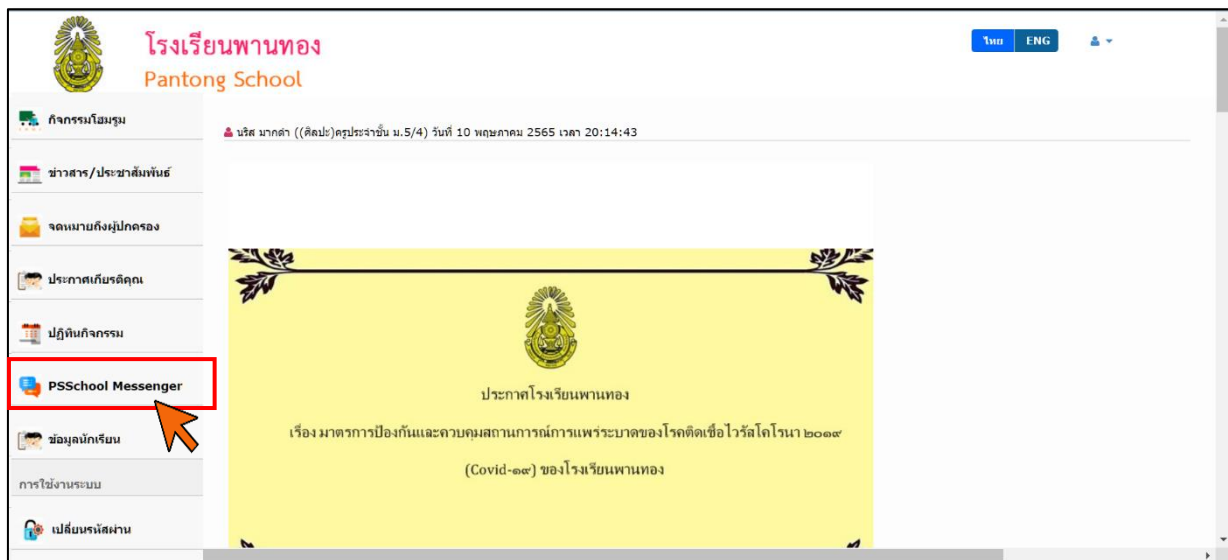 โรงเรียนพานทอง
Pantong School
ไทย ENG
กิจกรรมโฮมรูม
ข่าวสาร/ประชาสัมพันธ์
จดหมายถึงผู้ปกครอง
ประกาศเกียรติคุณ
ปฏิทินกิจกรรม
PSSchool Messenger
ข้อมูลนักเรียน
การใช้งานระบบ
เปลี่ยนรหัสผ่าน
นริส มากดำ ((ศิลปะ)ครูประจำชั้น ม.5/4) วันที่ 10 พฤษภาคม 2565 เวลา 20:14:43
ประกาศโรงเรียนพานทอง
เรื่อง มาตรการป้องกันและควบคุมสถานการณ์การแพร่ระบาดของโรคติดเชื้อไวรัสโคโรนา ๒๐๑๙
(Covid-๑๙) ของโรงเรียนพานทอง